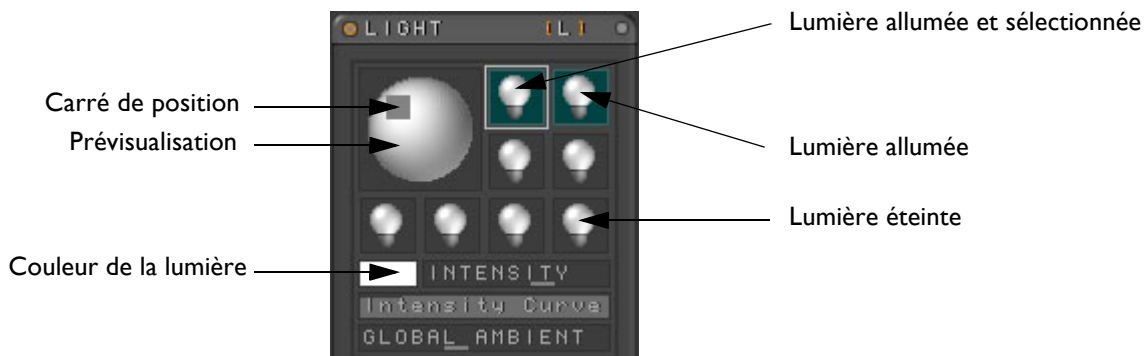 LIGHT [L]
Lumière allumée et sélectionnée
Carré de position
Prévisualisation
Lumière allumée
Lumière éteinte
Couleur de la lumière
INTENSITY
Intensity Curve
GLOBAL AMBIENT